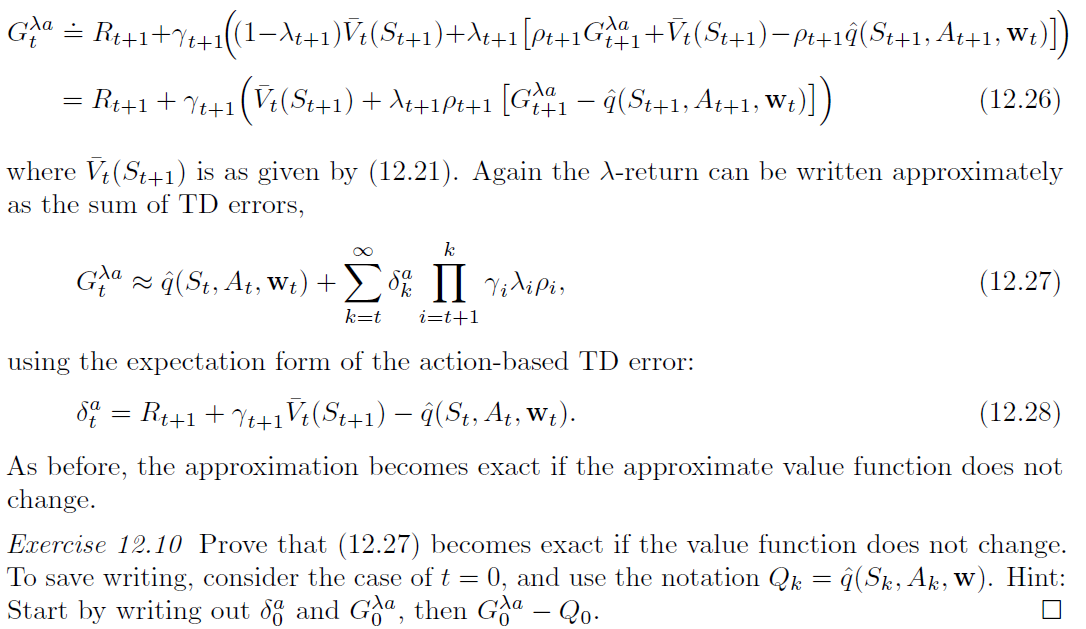 G_t^{λa} ≐ R_{t+1}+γ_{t+1}((1−λ_{t+1})V̄_t(S_{t+1})+λ_{t+1}[ρ_{t+1}G_{t+1}^{λa}+V̄_t(S_{t+1})−ρ_{t+1}q̂(S_{t+1}, A_{t+1}, **w**_t)])
= R_{t+1} + γ_{t+1}(V̄_t(S_{t+1}) + λ_{t+1}ρ_{t+1} [G_{t+1}^{λa} − q̂(S_{t+1}, A_{t+1}, **w**_t)]) (12.26)
where V̄_t(S_{t+1}) is as given by (12.21). Again the λ-return can be written approximately
as the sum of TD errors,
G_t^{λa} ≈ q̂(S_t, A_t, **w**_t) + ∑_{k=t}^{∞} δ_k^a ∏_{i=t+1}^{k} γ_iλ_iρ_i, (12.27)
using the expectation form of the action-based TD error:
δ_t^a = R_{t+1} + γ_{t+1}V̄_t(S_{t+1}) − q̂(S_t, A_t, **w**_t). (12.28)
As before, the approximation becomes exact if the approximate value function does not
change.
Exercise 12.10 Prove that (12.27) becomes exact if the value function does not change.
To save writing, consider the case of t = 0, and use the notation Q_k = q̂(S_k, A_k, **w**). Hint:
Start by writing out δ_0^a and G_0^{λa}, then G_0^{λa} − Q_0. □